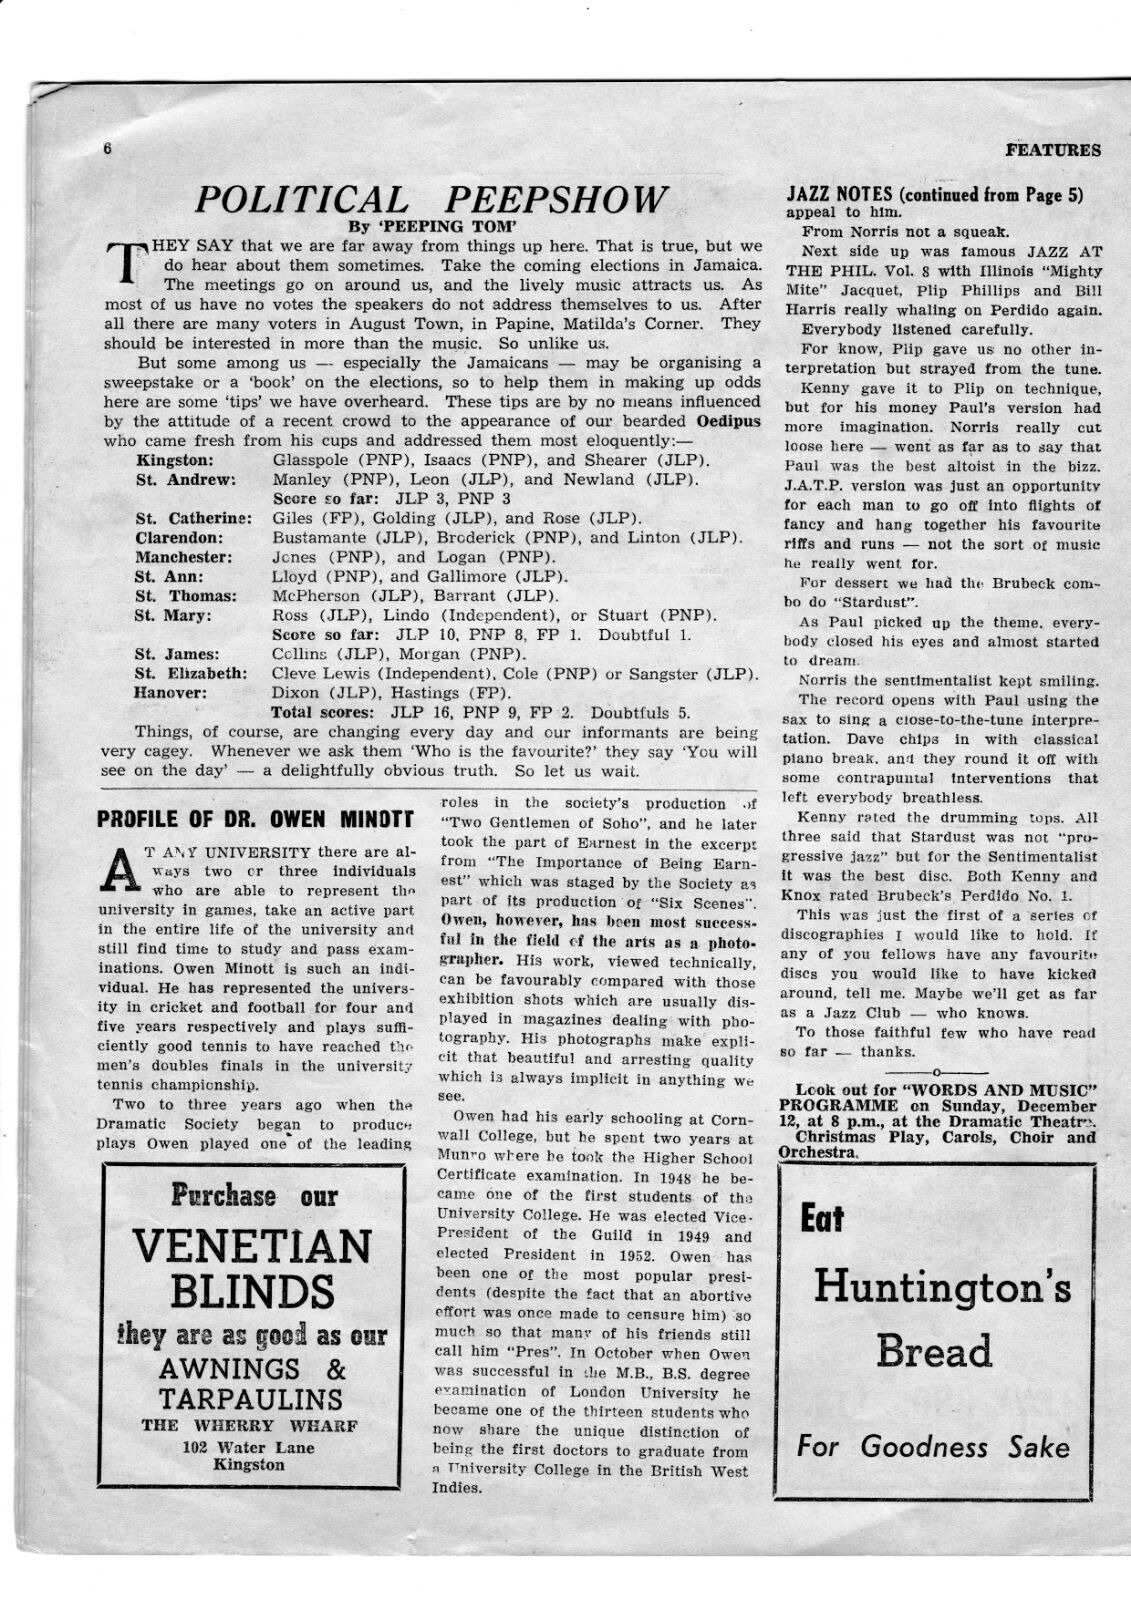 6
FEATURES
POLITICAL PEEPSHOW
By 'PEEPING TOM'
THEY SAY that we are far away from things up here. That is true, but we
do hear about them sometimes. Take the coming elections in Jamaica.
The meetings go on around us, and the lively music attracts us. As
most of us have no votes the speakers do not address themselves to us. After
all there are many voters in August Town, in Papine, Matilda's Corner. They
should be interested in more than the music. So unlike us.
But some among us — especially the Jamaicans — may be organising a
sweepstake or a 'book' on the elections, so to help them in making up odds
here are some 'tips' we have overheard. These tips are by no means influenced
by the attitude of a recent crowd to the appearance of our bearded Oedipus
who came fresh from his cups and addressed them most eloquently:—
Kingston: Glasspole (PNP), Isaacs (PNP), and Shearer (JLP).
St. Andrew: Manley (PNP), Leon (JLP), and Newland (JLP).
Score so far: JLP 3, PNP 3
St. Catherine: Giles (FP), Golding (JLP), and Rose (JLP).
Clarendon: Bustamante (JLP), Broderick (PNP), and Linton (JLP).
Manchester: Jones (PNP), and Logan (PNP).
St. Ann: Lloyd (PNP), and Gallimore (JLP).
St. Thomas: McPherson (JLP), Barrant (JLP).
St. Mary: Ross (JLP), Lindo (Independent), or Stuart (PNP).
Score so far: JLP 10, PNP 8, FP 1. Doubtful 1.
St. James: Collins (JLP), Morgan (PNP).
St. Elizabeth: Cleve Lewis (Independent), Cole (PNP) or Sangster (JLP).
Hanover: Dixon (JLP), Hastings (FP).
Total scores: JLP 16, PNP 9, FP 2. Doubtfuls 5.
Things, of course, are changing every day and our informants are being
very cagey. Whenever we ask them 'Who is the favourite?' they say 'You will
see on the day' — a delightfully obvious truth. So let us wait.
PROFILE OF DR. OWEN MINOTT
AT ANY UNIVERSITY there are al-
ways two or three individuals
who are able to represent the
university in games, take an active part
in the entire life of the university and
still find time to study and pass exam-
inations. Owen Minott is such an indi-
vidual. He has represented the univers-
ity in cricket and football for four and
five years respectively and plays suffi-
ciently good tennis to have reached the
men's doubles finals in the university
tennis championship.
Two to three years ago when the
Dramatic Society began to produce
plays Owen played one of the leading
roles in the society's production of
"Two Gentlemen of Soho", and he later
took the part of Earnest in the excerpt
from "The Importance of Being Earn-
est" which was staged by the Society as
part of its production of "Six Scenes".
Owen, however, has been most success-
ful in the field of the arts as a photo-
grapher. His work, viewed technically,
can be favourably compared with those
exhibition shots which are usually dis-
played in magazines dealing with pho-
tography. His photographs make expli-
cit that beautiful and arresting quality
which is always implicit in anything we
see.
Owen had his early schooling at Corn-
wall College, but he spent two years at
Munro where he took the Higher School
Certificate examination. In 1948 he be-
came one of the first students of the
University College. He was elected Vice-
President of the Guild in 1949 and
elected President in 1952. Owen has
been one of the most popular presi-
dents (despite the fact that an abortive
effort was once made to censure him) so
much so that many of his friends still
call him "Pres". In October when Owen
was successful in the M.B., B.S. degree
examination of London University he
became one of the thirteen students who
now share the unique distinction of
being the first doctors to graduate from
a University College in the British West
Indies.
Purchase our
VENETIAN
BLINDS
they are as good as our
AWNINGS &
TARPAULINS
THE WHERRY WHARF
102 Water Lane
Kingston
JAZZ NOTES (continued from Page 5)
appeal to him.
From Norris not a squeak.
Next side up was famous JAZZ AT
THE PHIL. Vol. 8 with Illinois "Mighty
Mite" Jacquet, Plip Phillips and Bill
Harris really whaling on Perdido again.
Everybody listened carefully.
For know, Plip gave us no other in-
terpretation but strayed from the tune.
Kenny gave it to Plip on technique,
but for his money Paul's version had
more imagination. Norris really cut
loose here — went as far as to say that
Paul was the best altoist in the bizz.
J.A.T.P. version was just an opportunity
for each man to go off into flights of
fancy and hang together his favourite
riffs and runs — not the sort of music
he really went for.
For dessert we had the Brubeck com-
bo do "Stardust".
As Paul picked up the theme, every-
body closed his eyes and almost started
to dream.
Norris the sentimentalist kept smiling.
The record opens with Paul using the
sax to sing a close-to-the-tune interpre-
tation. Dave chips in with classical
piano break, and they round it off with
some contrapuntal interventions that
left everybody breathless.
Kenny rated the drumming tops. All
three said that Stardust was not "pro-
gressive jazz" but for the Sentimentalist
it was the best disc. Both Kenny and
Knox rated Brubeck's Perdido No. 1.
This was just the first of a series of
discographies I would like to hold. If
any of you fellows have any favourite
discs you would like to have kicked
around, tell me. Maybe we'll get as far
as a Jazz Club — who knows.
To those faithful few who have read
so far — thanks.
Look out for "WORDS AND MUSIC"
PROGRAMME on Sunday, December
12, at 8 p.m., at the Dramatic Theatre.
Christmas Play, Carols, Choir and
Orchestra.
Eat
Huntington's
Bread
For Goodness Sake